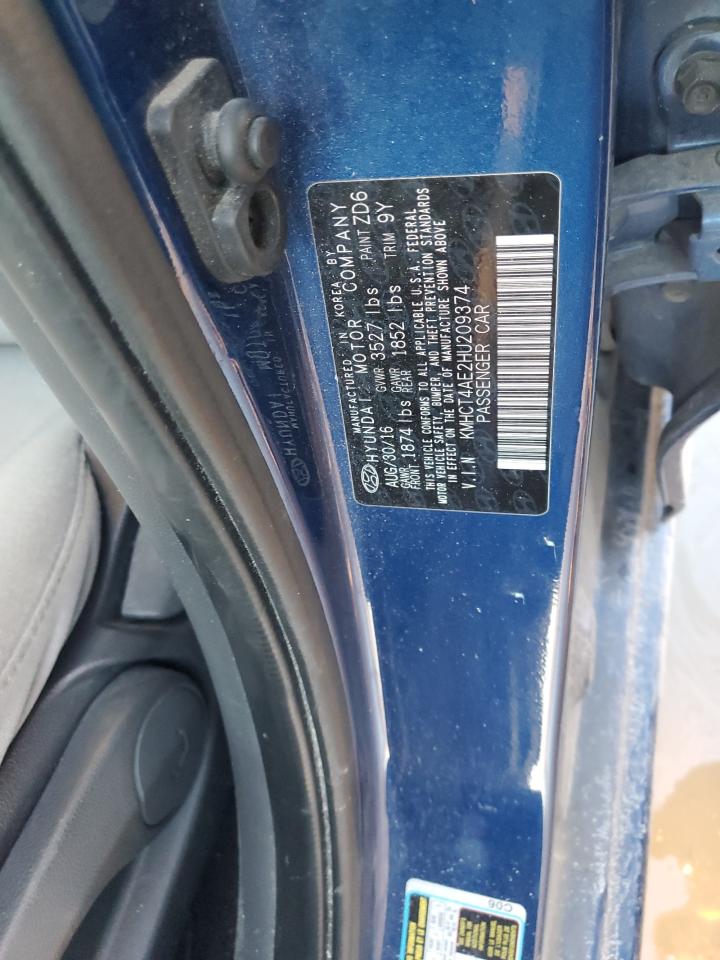 MANUFACTURED IN KOREA BY
HYUNDAI MOTOR COMPANY
AUG/30/16 GVWR 3527 lbs PAINT ZD6
GAWR FRONT 1874 lbs GAWR REAR 1852 lbs TRIM 9Y
THIS VEHICLE CONFORMS TO ALL APPLICABLE U.S.A. FEDERAL
MOTOR VEHICLE SAFETY, BUMPER, AND THEFT PREVENTION STANDARDS
IN EFFECT ON THE DATE OF MANUFACTURE SHOWN ABOVE
V.I.N KMHCT4AE2HU209374
PASSENGER CAR
C06